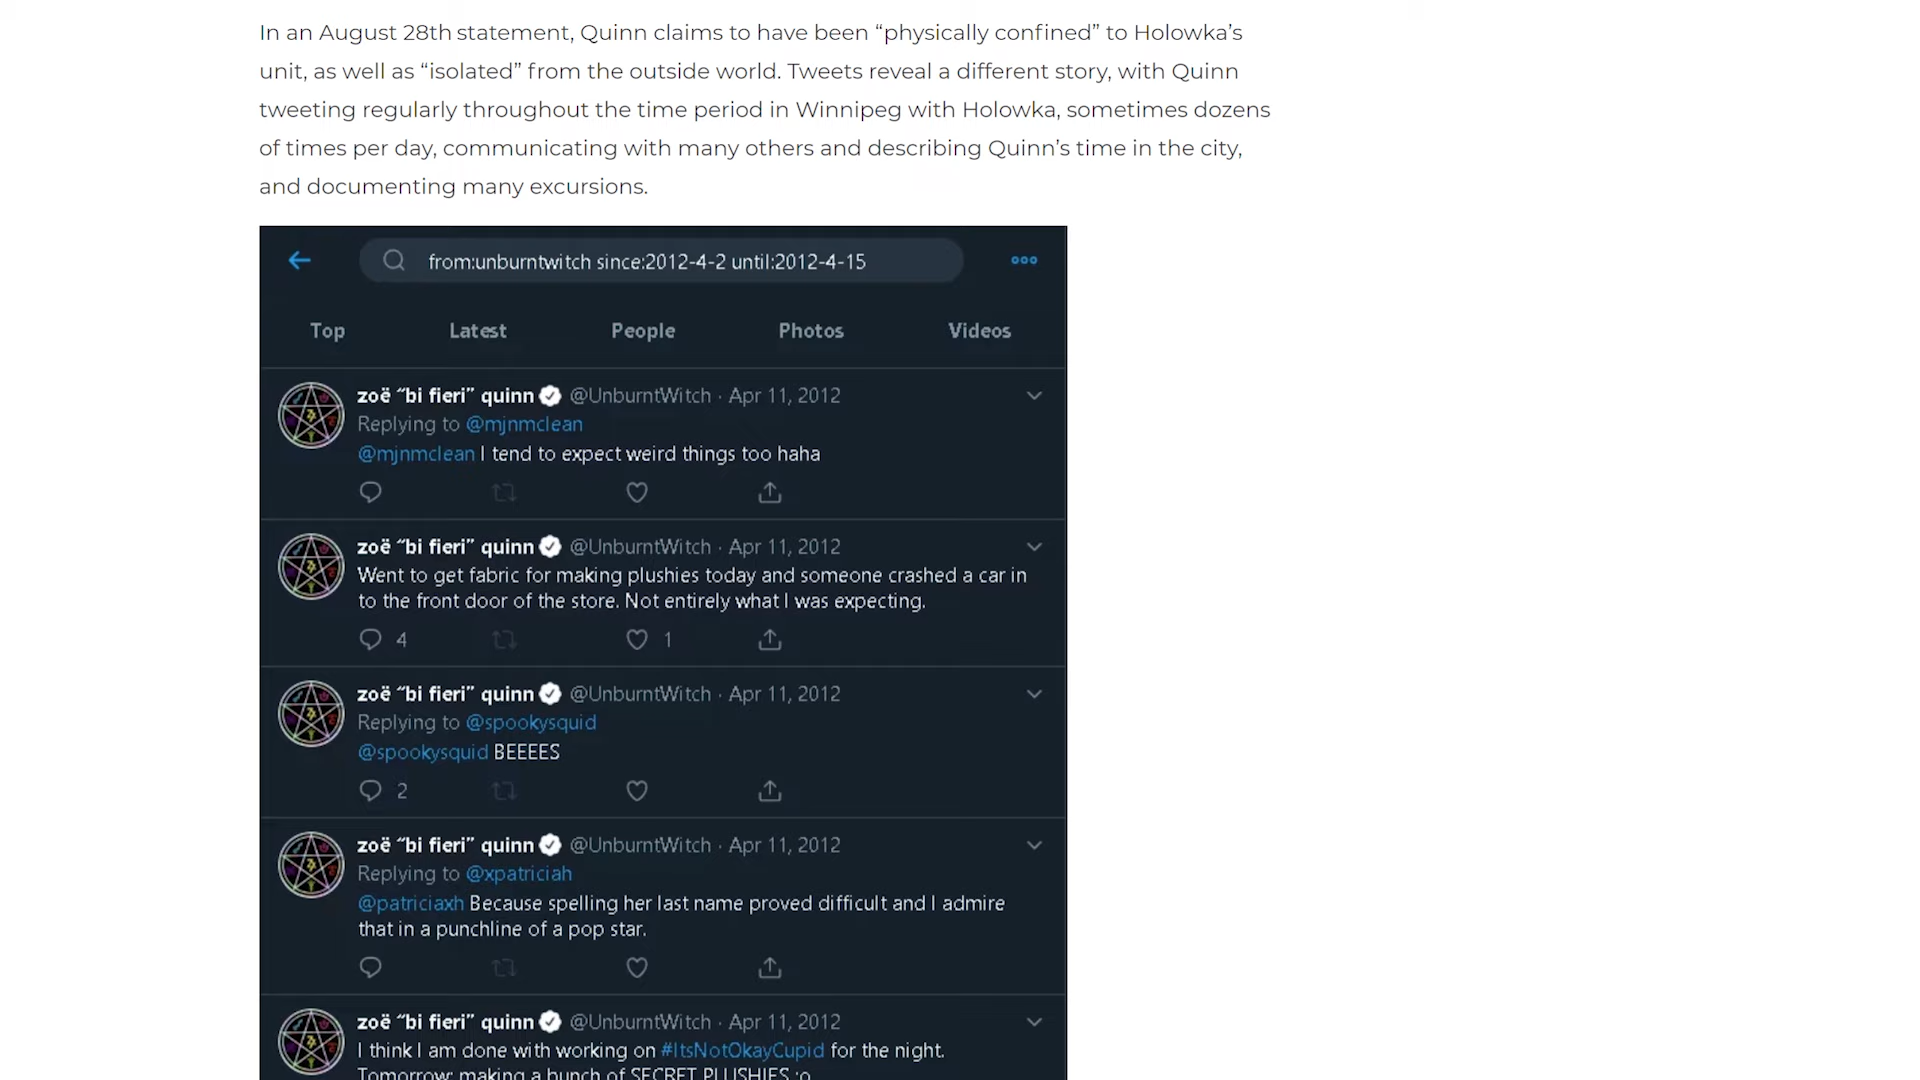 In an August 28th statement, Quinn claims to have been “physically confined” to Holowka’s
unit, as well as “isolated” from the outside world. Tweets reveal a different story, with Quinn
tweeting regularly throughout the time period in Winnipeg with Holowka, sometimes dozens
of times per day, communicating with many others and describing Quinn’s time in the city,
and documenting many excursions.
from:unburntwitch since:2012-4-2 until:2012-4-15
Top Latest People Photos Videos
zoë “bi fieri” quinn @UnburntWitch · Apr 11, 2012
Replying to @mjnmclean
@mjnmclean I tend to expect weird things too haha
zoë “bi fieri” quinn @UnburntWitch · Apr 11, 2012
Went to get fabric for making plushies today and someone crashed a car in
to the front door of the store. Not entirely what I was expecting.
4 1
zoë “bi fieri” quinn @UnburntWitch · Apr 11, 2012
Replying to @spookysquid
@spookysquid BEEEES
2
zoë “bi fieri” quinn @UnburntWitch · Apr 11, 2012
Replying to @xpatriciah
@patriciaxh Because spelling her last name proved difficult and I admire
that in a punchline of a pop star.
zoë “bi fieri” quinn @UnburntWitch · Apr 11, 2012
I think I am done with working on #ItsNotOkayCupid for the night.
Tomorrow: making a bunch of SECRET PLUSHIES :o